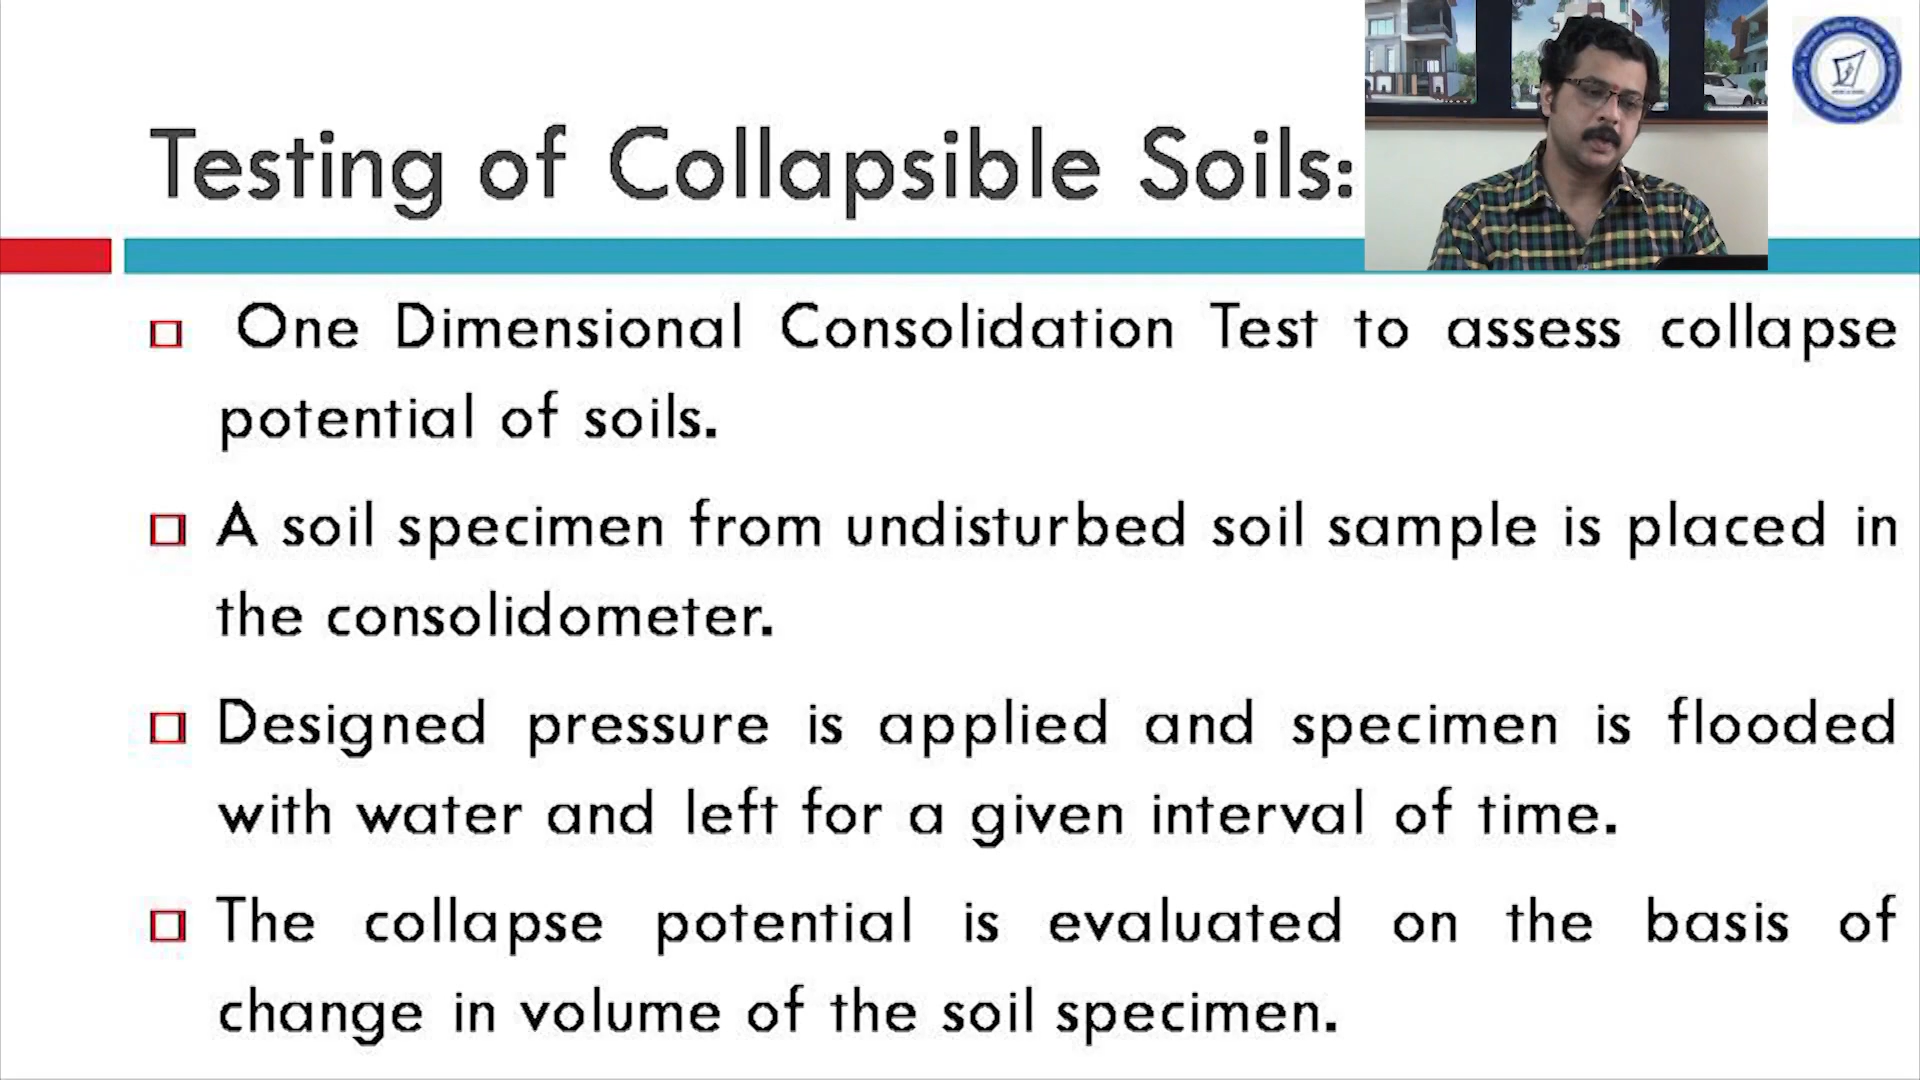 Testing of Collapsible Soils:
One Dimensional Consolidation Test to assess collapse
potential of soils.
A soil specimen from undisturbed soil sample is placed in
the consolidometer.
Designed pressure is applied and specimen is flooded
with water and left for a given interval of time.
The collapse potential is evaluated on the basis of
change in volume of the soil specimen.